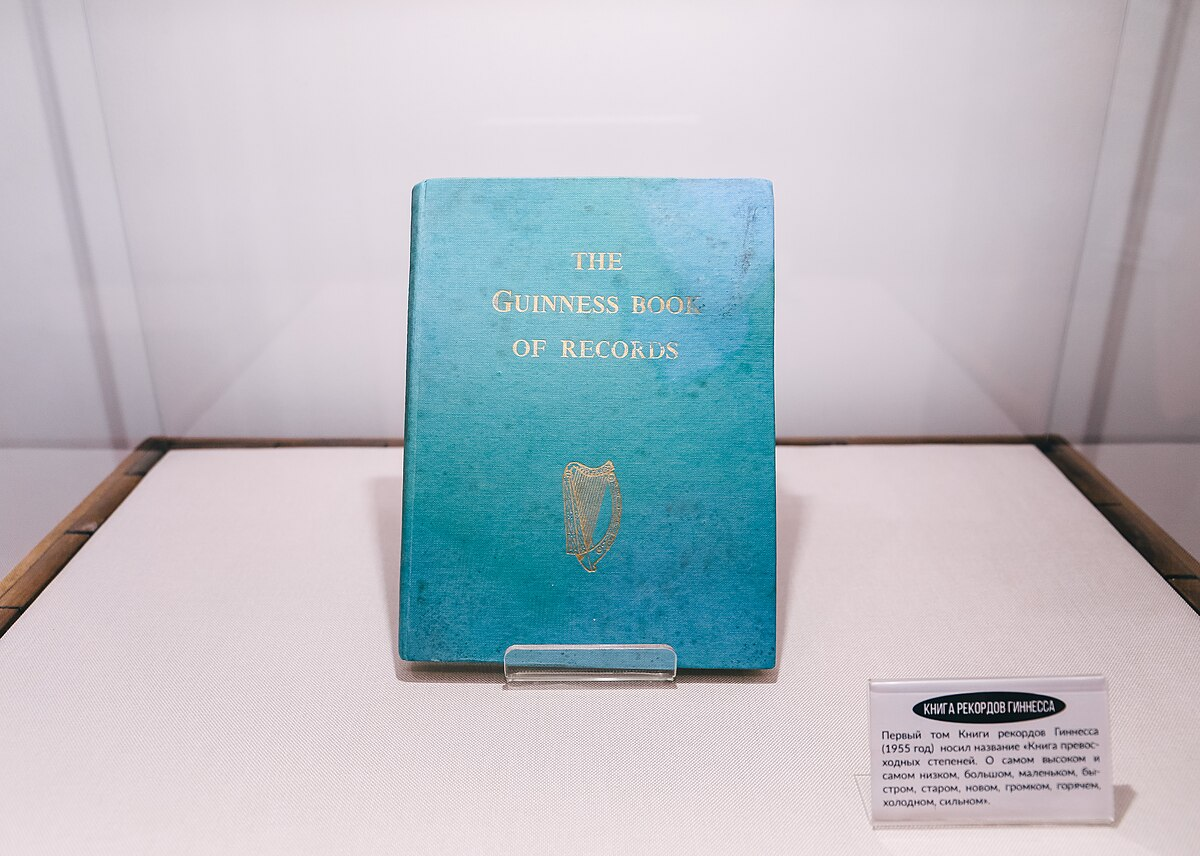 THE
GUINNESS BOOK
OF RECORDS
КНИГА РЕКОРДОВ ГИННЕССА
Первый том Книги рекордов Гиннесса
(1955 год) носил название «Книга превос-
ходных степеней. О самом высоком и
самом низком, большом, маленьком, бы-
стром, старом, новом, громком, горячем,
холодном, сильном».